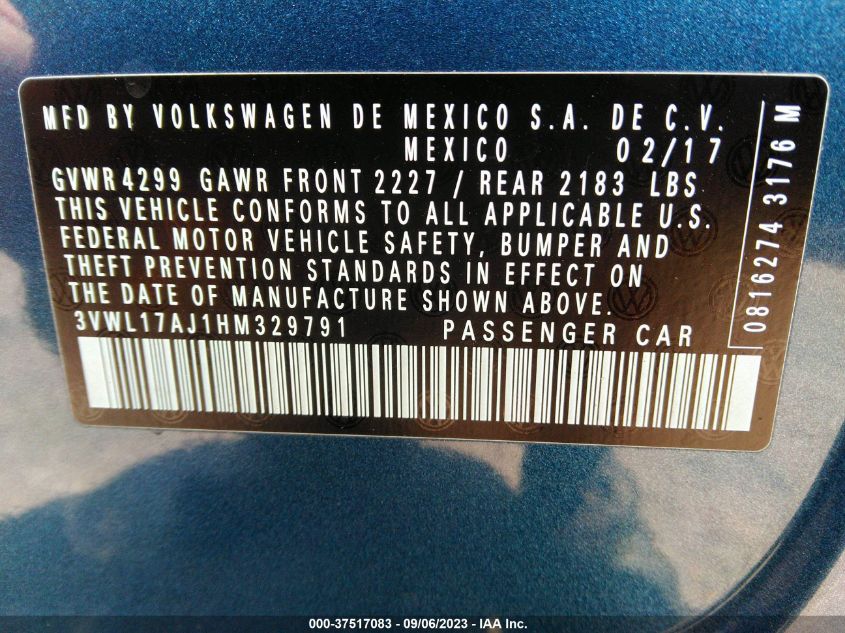 MFD BY VOLKSWAGEN DE MEXICO S.A. DE C.V.
MEXICO 02/17
GVWR 4299 GAWR FRONT 2227 / REAR 2183 LBS
THIS VEHICLE CONFORMS TO ALL APPLICABLE U.S.
FEDERAL MOTOR VEHICLE SAFETY, BUMPER AND
THEFT PREVENTION STANDARDS IN EFFECT ON
THE DATE OF MANUFACTURE SHOWN ABOVE.
3VWL17AJ1HM329791 PASSENGER CAR
0816274 3176 M
000-37517083 - 09/06/2023 - IAA Inc.